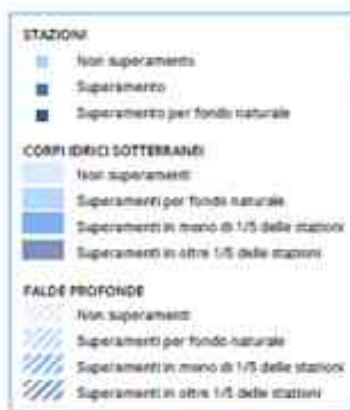 STAZIONI
Non superamento
Superamento
Superamento per fondo naturale
CORPI IDRICI SOTTERRANEI
Non superamenti
Superamenti per fondo naturale
Superamenti in meno di 1/5 delle stazioni
Superamenti in oltre 1/5 delle stazioni
FALDE PROFONDE
Non superamenti
Superamenti per fondo naturale
Superamenti in meno di 1/5 delle stazioni
Superamenti in oltre 1/5 delle stazioni